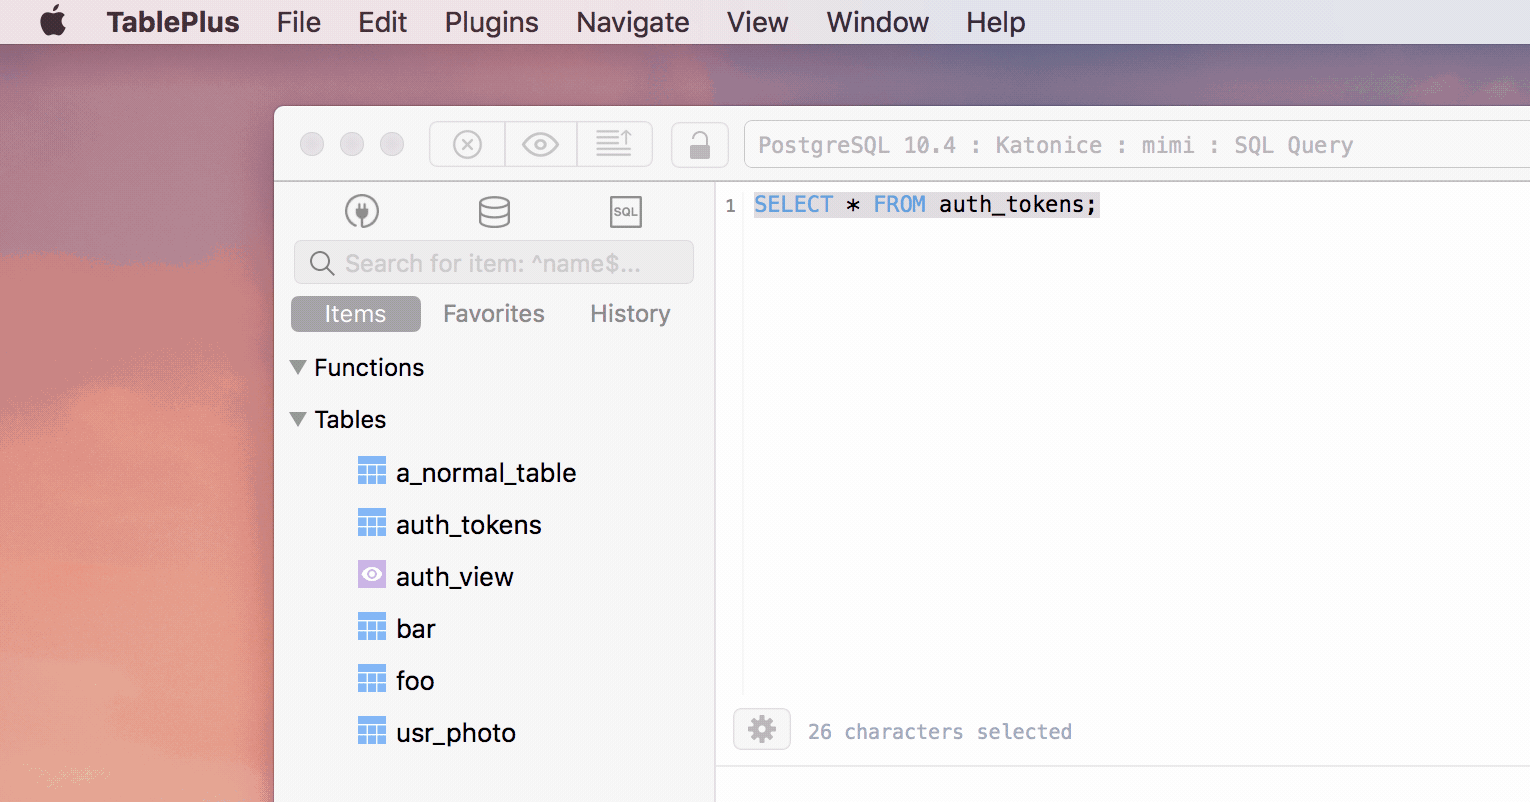 TablePlus File Edit Plugins Navigate View Window Help
PostgreSQL 10.4 : Katonice : mimi : SQL Query
SQL
Search for item: ^name$...
Items Favorites History
Functions
Tables
a_normal_table
auth_tokens
auth_view
bar
foo
usr_photo
1 SELECT * FROM auth_tokens;
26 characters selected